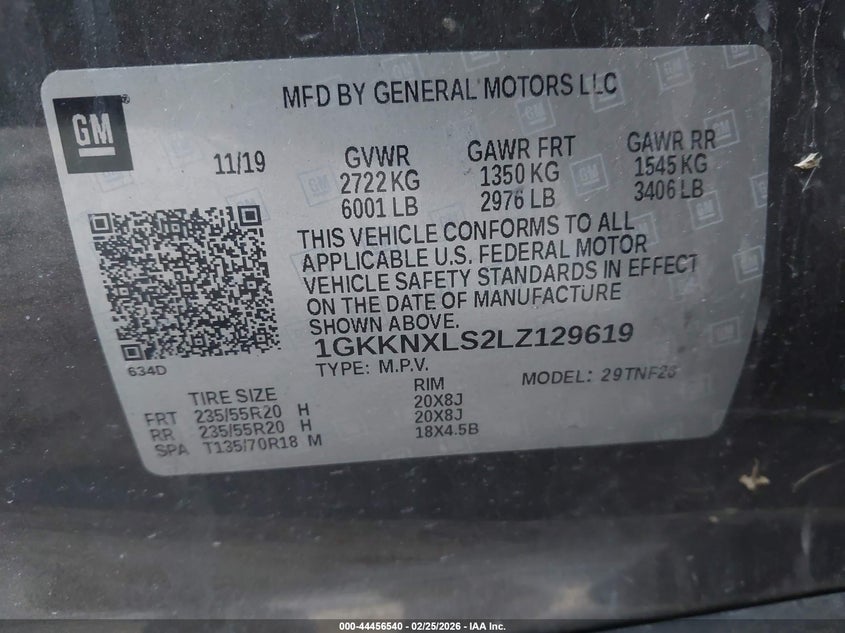 MFD BY GENERAL MOTORS LLC
GM
11/19
GVWR
2722 KG
6001 LB
GAWR FRT
1350 KG
2976 LB
GAWR RR
1545 KG
3406 LB
THIS VEHICLE CONFORMS TO ALL
APPLICABLE U.S. FEDERAL MOTOR
VEHICLE SAFETY STANDARDS IN EFFECT
ON THE DATE OF MANUFACTURE
SHOWN ABOVE.
1GKKNXLS2LZ129619
634D
TYPE: M.P.V.
MODEL: 29TNF26
TIRE SIZE
RIM
FRT 235/55R20 H 20X8J
RR 235/55R20 H 20X8J
SPA T135/70R18 M 18X4.5B
000-44456540 - 02/25/2026 - IAA Inc.